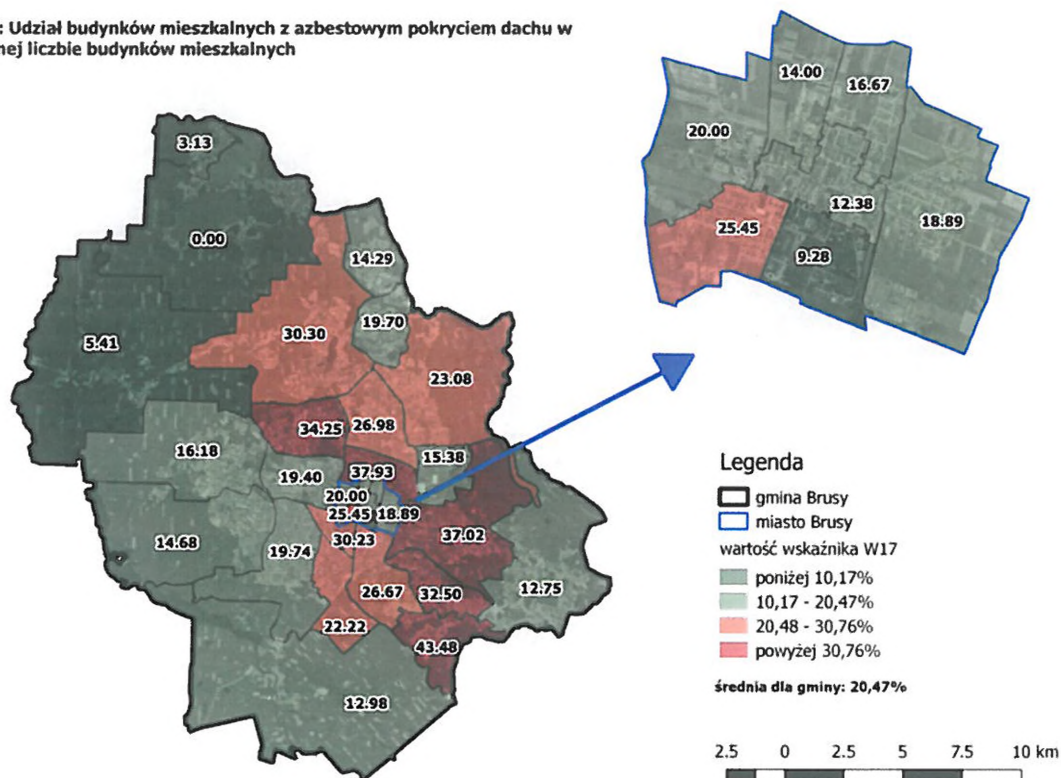 : Udział budynków mieszkalnych z azbestowym pokryciem dachu w
nej liczbie budynków mieszkalnych
14.00
16.67
20.00
12.38
18.89
25.45
9.28
3.13
0.00
14.29
19.70
30.30
5.41
23.08
34.25
26.98
16.18
15.38
19.40
37.93
20.00
25.45
18.89
30.23
37.02
14.68
19.74
26.67
32.50
12.75
22.22
43.48
12.98
Legenda
gmina Brusy
miasto Brusy
wartość wskaźnika W17
poniżej 10,17%
10,17 - 20,47%
20,48 - 30,76%
powyżej 30,76%
średnia dla gminy: 20,47%
2.5 0 2.5 5 7.5 10 km